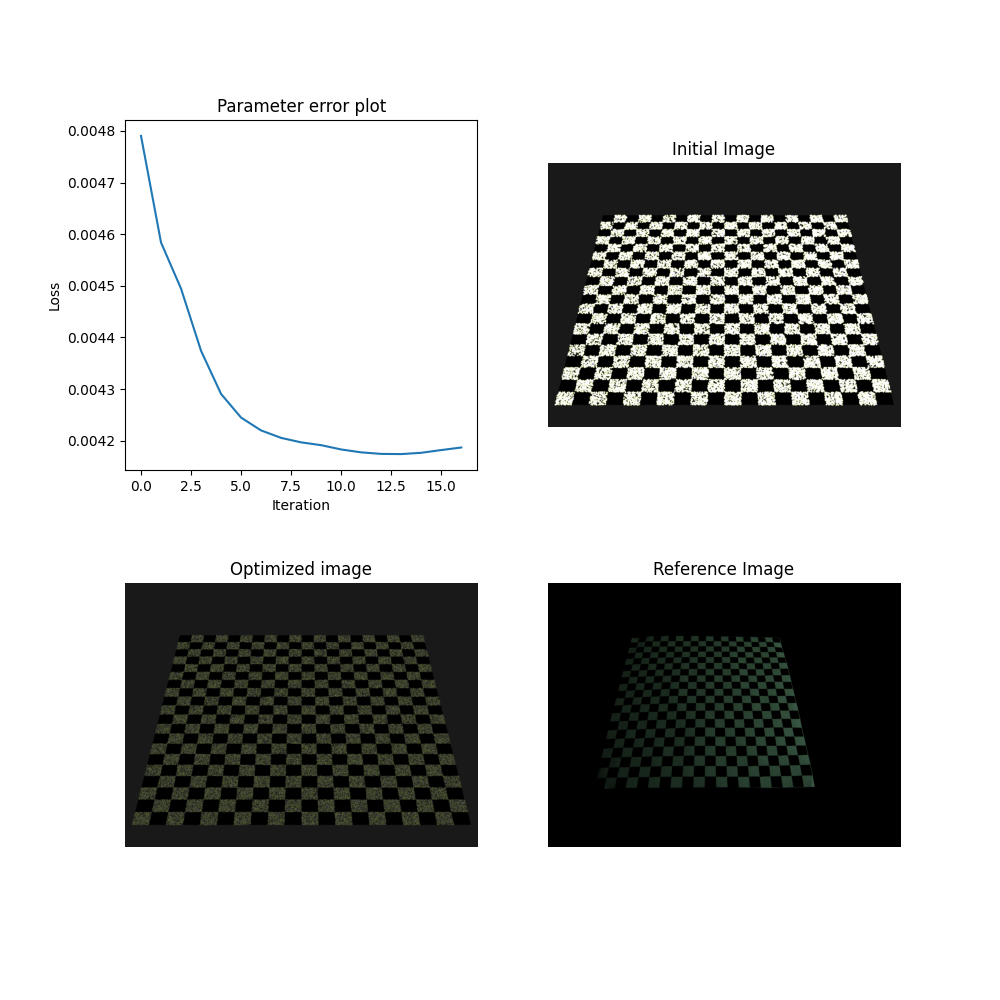 Parameter error plot
0.0048
0.0047
0.0046
0.0045
0.0044
0.0043
0.0042
Loss
0.0 2.5 5.0 7.5 10.0 12.5 15.0
Iteration
Initial Image
Optimized image
Reference Image